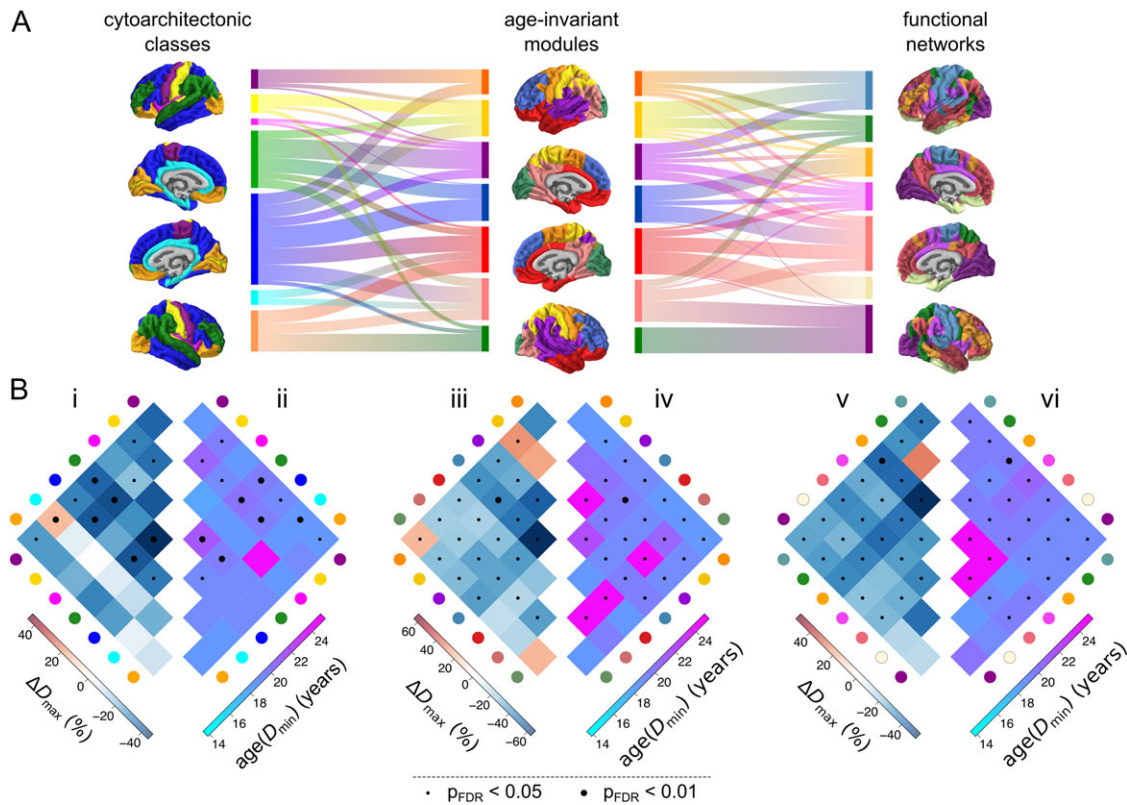 A
cytoarchitectonic
classes
age-invariant
modules
functional
networks
B
i
ii
iii
iv
v
vi
40
20
0
-20
-40
ΔDmax (%)
24
22
20
18
16
14
age(Dmin) (years)
60
40
20
0
-20
-40
-60
ΔDmax (%)
24
22
20
18
16
14
age(Dmin) (years)
40
20
0
-20
-40
ΔDmax (%)
24
22
20
18
16
14
age(Dmin) (years)
pFDR < 0.05
pFDR < 0.01